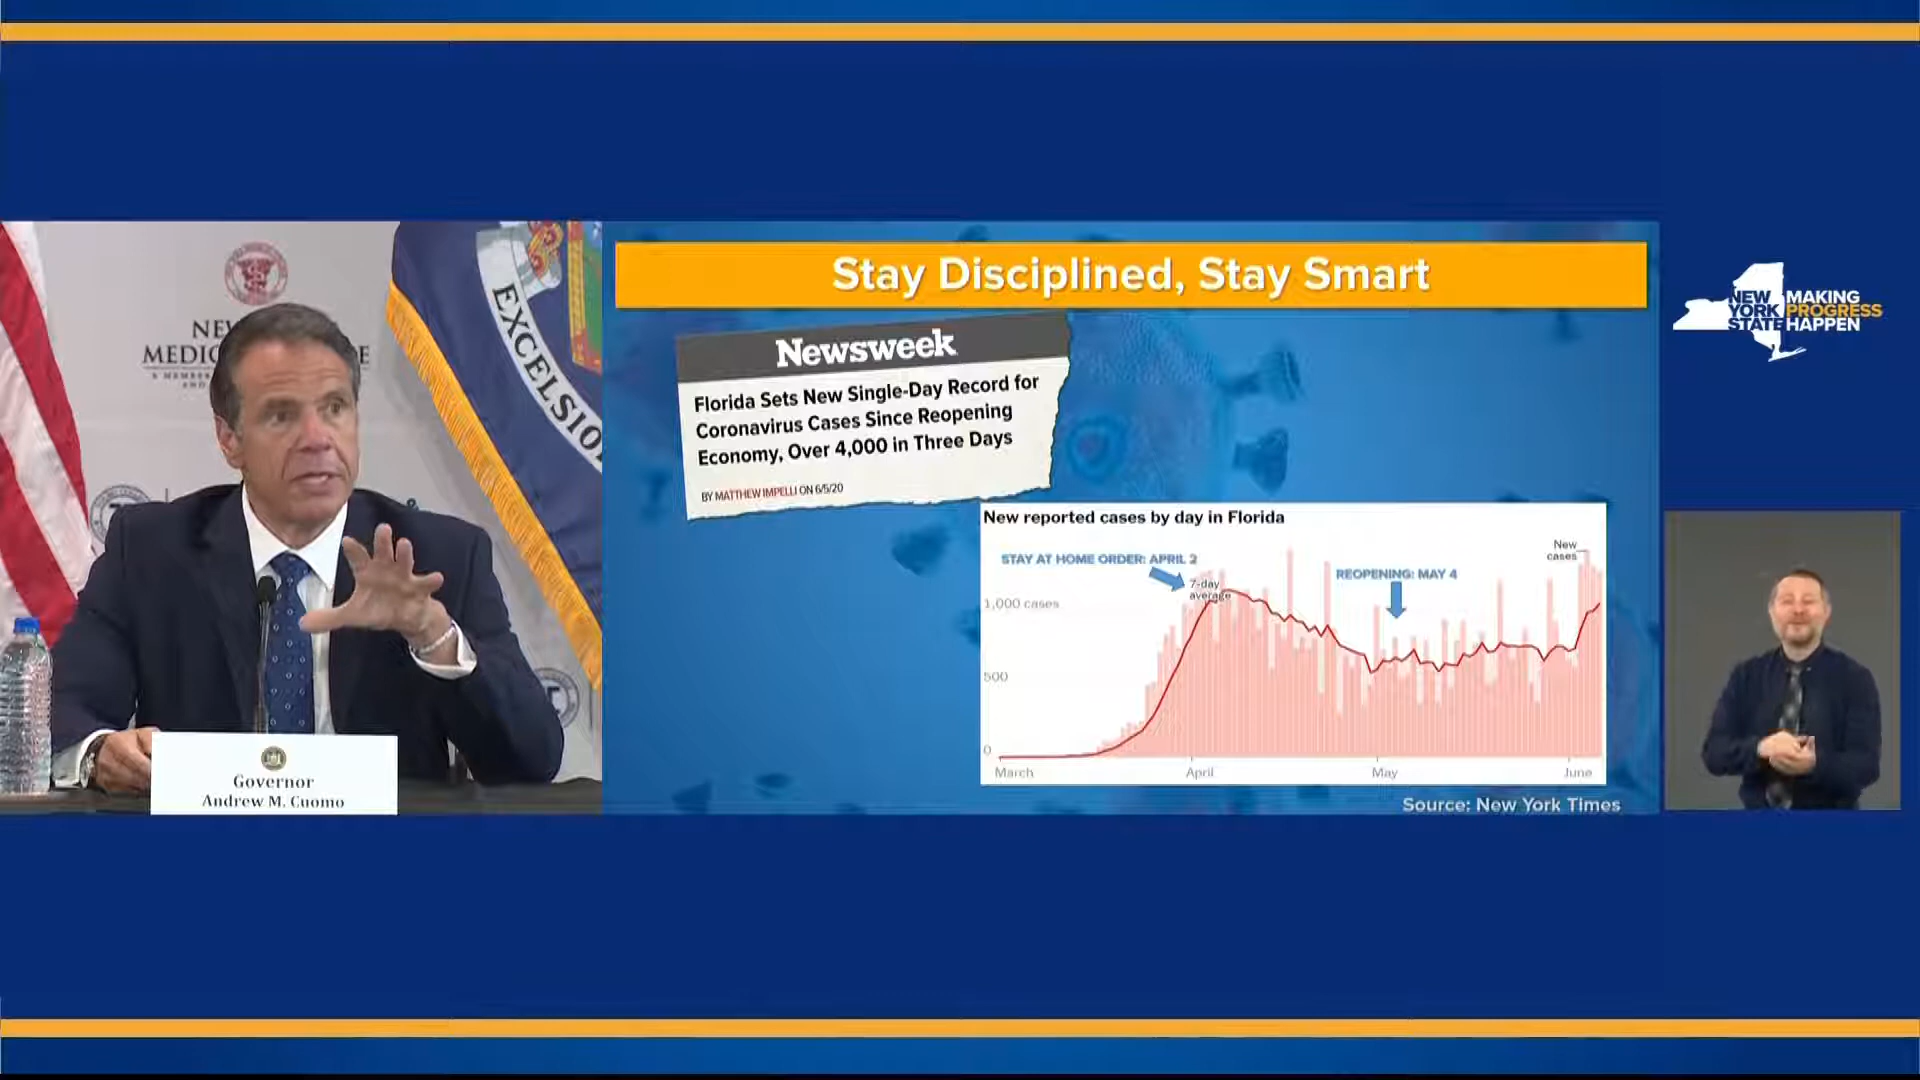 Stay Disciplined, Stay Smart
Newsweek
Florida Sets New Single-Day Record for
Coronavirus Cases Since Reopening
Economy, Over 4,000 in Three Days
BY MATTHEW IMPELLI ON 6/5/20
New reported cases by day in Florida
STAY AT HOME ORDER: APRIL 2
7-day
average
REOPENING: MAY 4
New
cases
1,000 cases
500
0
March
April
May
June
Source: New York Times
NEW
YORK
STATE
MAKING
PROGRESS
HAPPEN
EXCELSIO
Governor
Andrew M. Cuomo